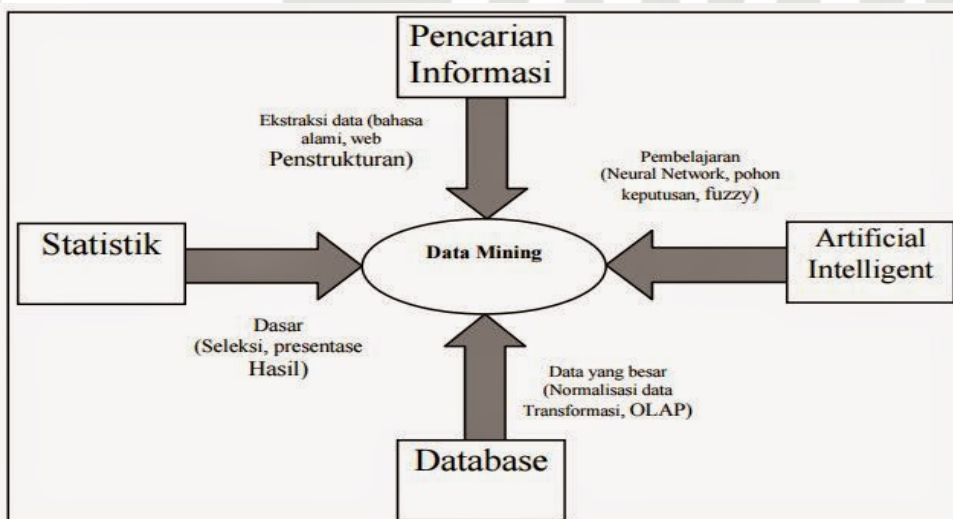 Pencarian
Informasi
Ekstraksi data (bahasa
alami, web
Penstrukturan)
Pembelajaran
(Neural Network, pohon
keputusan, fuzzy)
Statistik
Data Mining
Artificial
Intelligent
Dasar
(Seleksi, presentase
Hasil)
Data yang besar
(Normalisasi data
Transformasi, OLAP)
Database